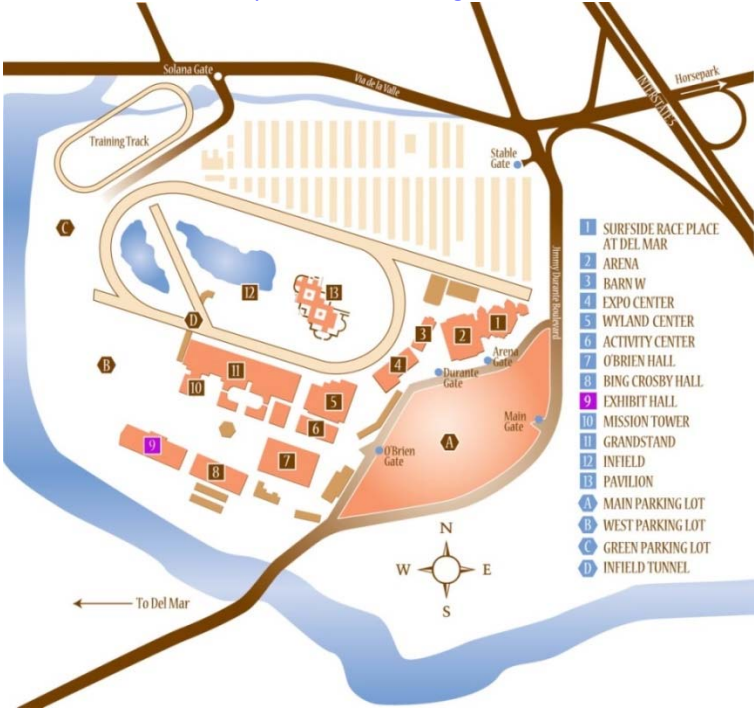 Solana Gate
Via de la Valle
INTERSTATE 5
Horsepark
Training Track
Stable
Gate
Jimmy Durante Boulevard
C
12
13
D
B
11
10
9
8
7
6
5
4
3
2
1
Arena
Gate
Durante
Gate
Main
Gate
O'Brien
Gate
A
N
W
E
S
To Del Mar
1 SURFSIDE RACE PLACE
AT DEL MAR
2 ARENA
3 BARN W
4 EXPO CENTER
5 WYLAND CENTER
6 ACTIVITY CENTER
7 O'BRIEN HALL
8 BING CROSBY HALL
9 EXHIBIT HALL
10 MISSION TOWER
11 GRANDSTAND
12 INFIELD
13 PAVILION
A MAIN PARKING LOT
B WEST PARKING LOT
C GREEN PARKING LOT
D INFIELD TUNNEL